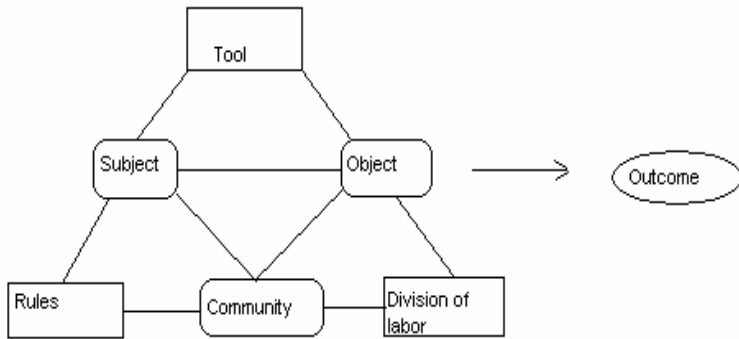 Tool
Subject
Object
Outcome
Rules
Community
Division of
labor